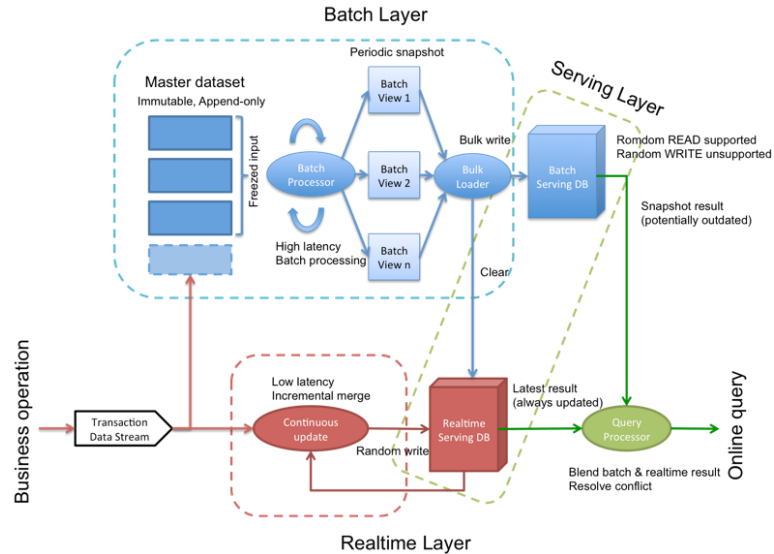 Batch Layer
Periodic snapshot
Master dataset
Immutable, Append-only
Freezed input
Batch
Processor
High latency
Batch processing
Batch
View 1
Batch
View 2
Batch
View n
Bulk write
Bulk
Loader
Clear
Serving Layer
Batch
Serving DB
Romdom READ supported
Random WRITE unsupported
Snapshot result
(potentially outdated)
Business operation
Transaction
Data Stream
Low latency
Incremental merge
Continuous
update
Random write
Realtime
Serving DB
Latest result
(always updated)
Query
Processor
Blend batch & realtime result
Resolve conflict
Online query
Realtime Layer